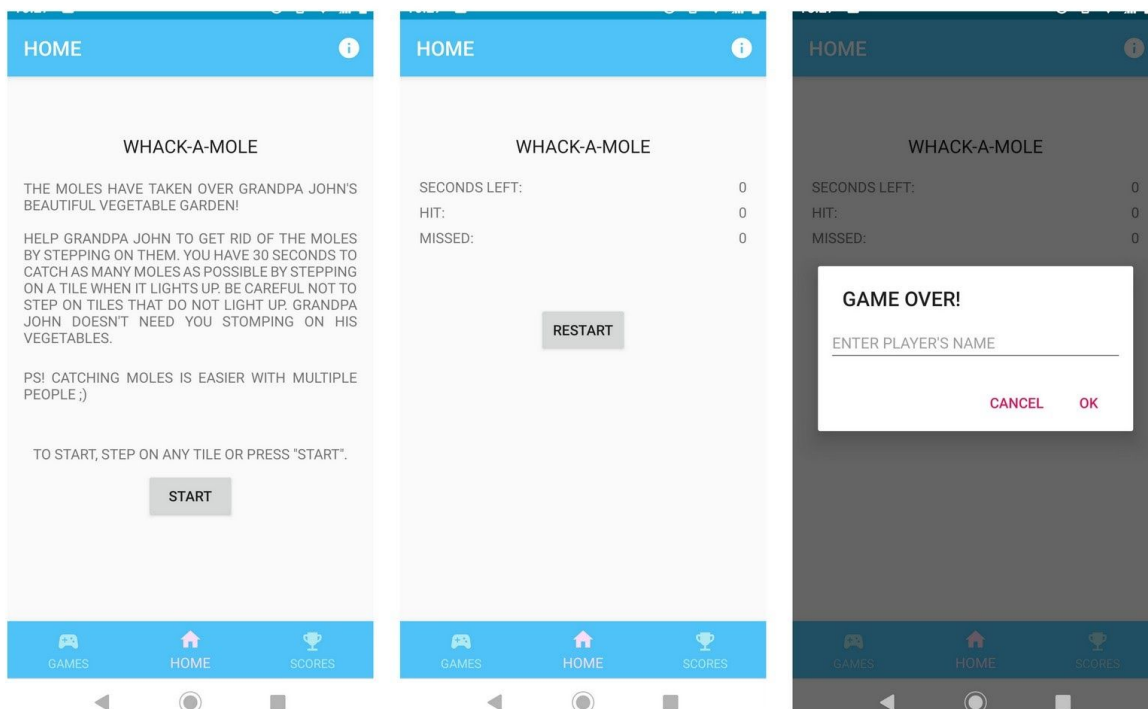 HOME
WHACK-A-MOLE
THE MOLES HAVE TAKEN OVER GRANDPA JOHN'S
BEAUTIFUL VEGETABLE GARDEN!
HELP GRANDPA JOHN TO GET RID OF THE MOLES
BY STEPPING ON THEM. YOU HAVE 30 SECONDS TO
CATCH AS MANY MOLES AS POSSIBLE BY STEPPING
ON A TILE WHEN IT LIGHTS UP. BE CAREFUL NOT TO
STEP ON TILES THAT DO NOT LIGHT UP. GRANDPA
JOHN DOESN'T NEED YOU STOMPING ON HIS
VEGETABLES.
PS! CATCHING MOLES IS EASIER WITH MULTIPLE
PEOPLE ;)
TO START, STEP ON ANY TILE OR PRESS "START".
START
GAMES HOME SCORES
HOME
WHACK-A-MOLE
SECONDS LEFT: 0
HIT: 0
MISSED: 0
RESTART
GAMES HOME SCORES
HOME
WHACK-A-MOLE
SECONDS LEFT: 0
HIT: 0
MISSED: 0
GAME OVER!
ENTER PLAYER'S NAME
CANCEL OK
GAMES HOME SCORES